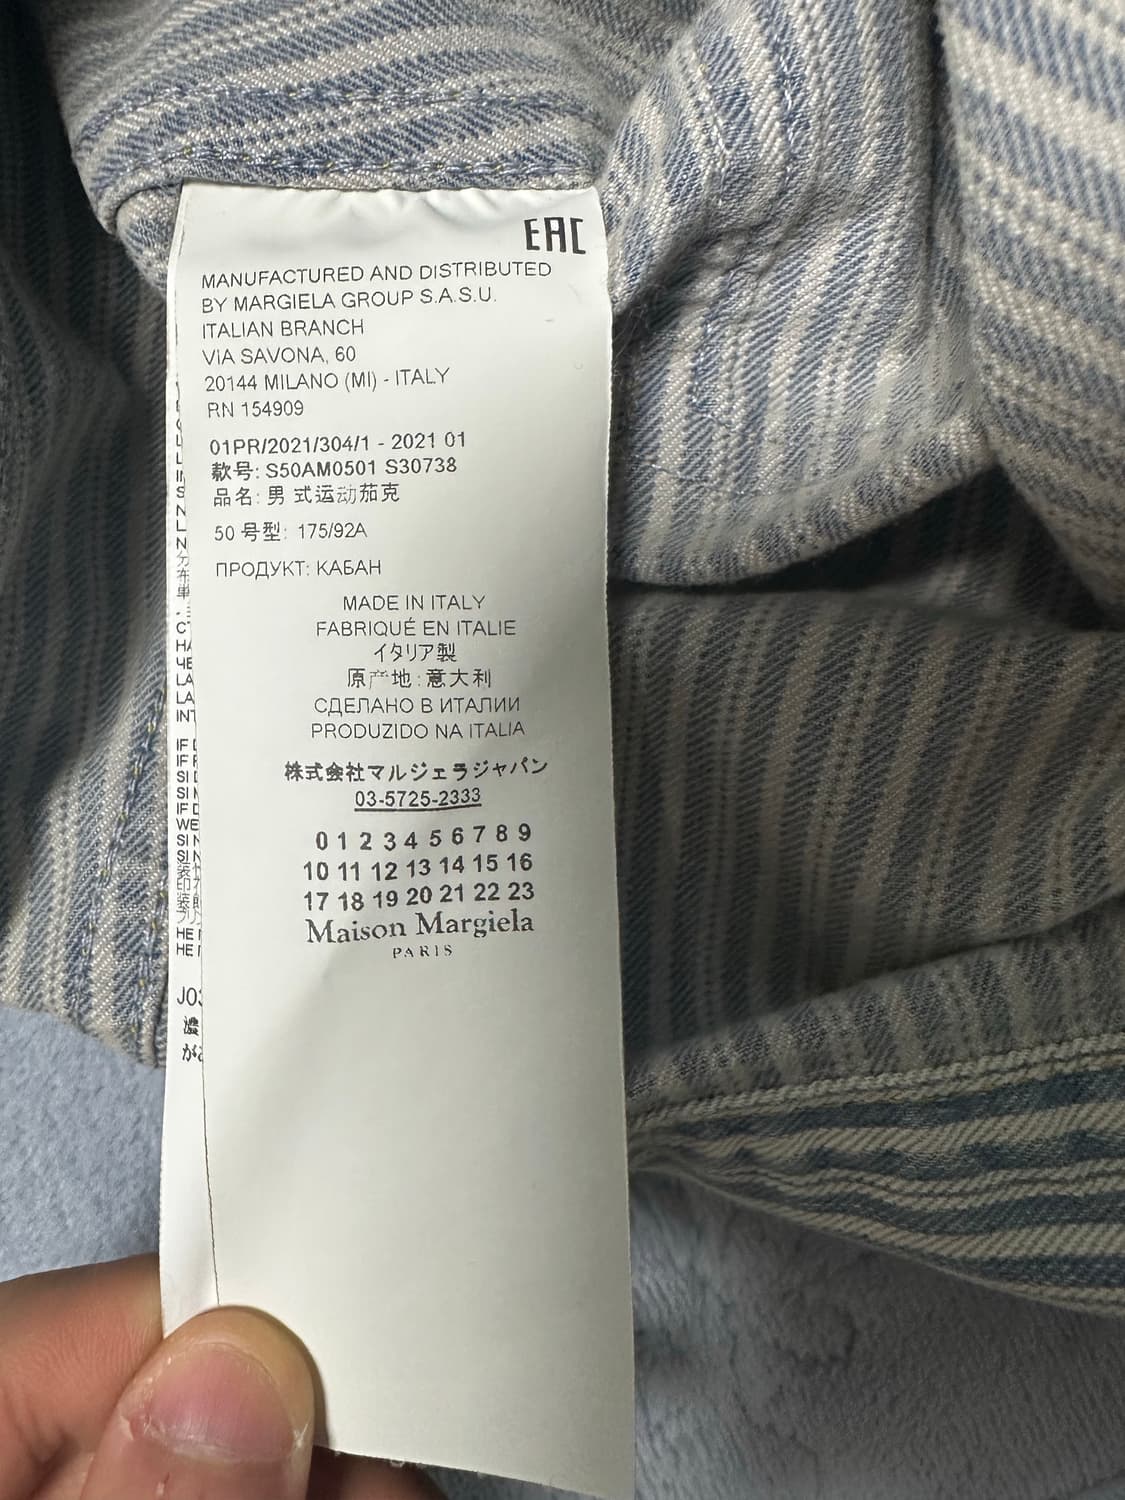 EAC
MANUFACTURED AND DISTRIBUTED
BY MARGIELA GROUP S.A.S.U.
ITALIAN BRANCH
VIA SAVONA, 60
20144 MILANO (MI) - ITALY
RN 154909
01PR/2021/304/1 - 2021 01
款号: S50AM0501 S30738
品名: 男 式运动茄克
50 号型: 175/92A
ПРОДУКТ: КАБАН
MADE IN ITALY
FABRIQUÉ EN ITALIE
イタリア製
原产地: 意大利
СДЕЛАНО В ИТАЛИИ
PRODUZIDO NA ITALIA
株式会社マルジェラジャパン
03-5725-2333
0 1 2 3 4 5 6 7 8 9
10 11 12 13 14 15 16
17 18 19 20 21 22 23
Maison Margiela
PARIS